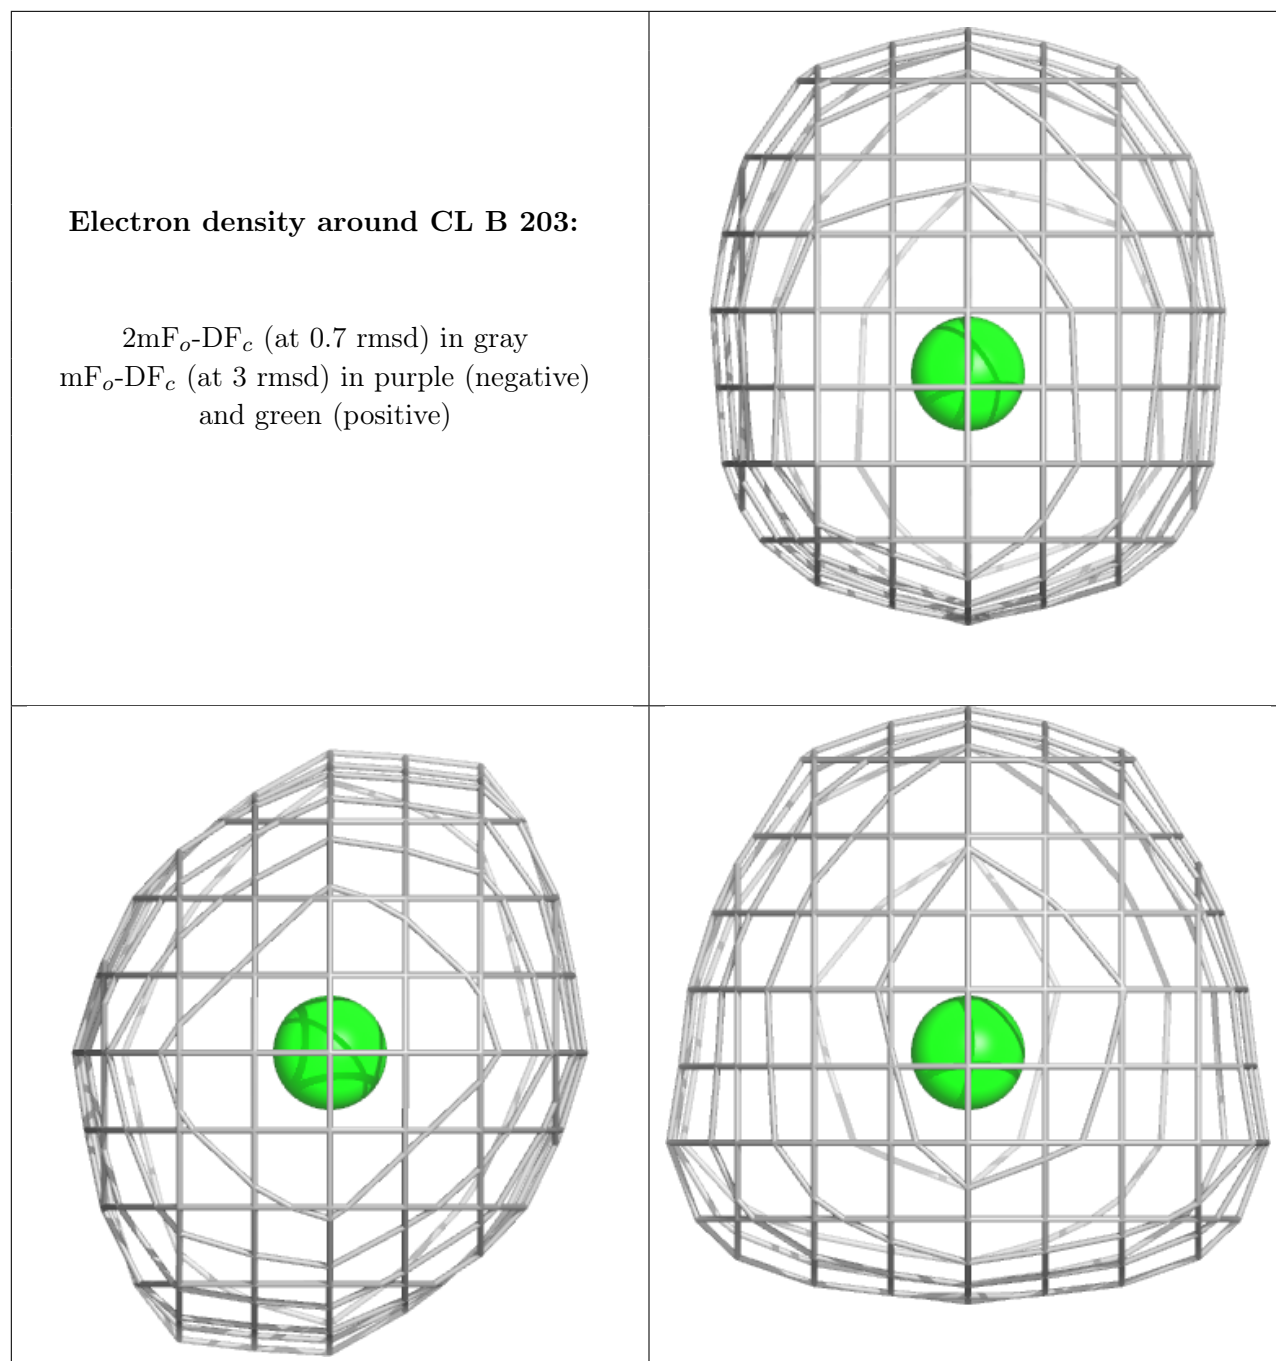 Electron density around CL B 203:
2mFo-DFc (at 0.7 rmsd) in gray
mFo-DFc (at 3 rmsd) in purple (negative)
and green (positive)